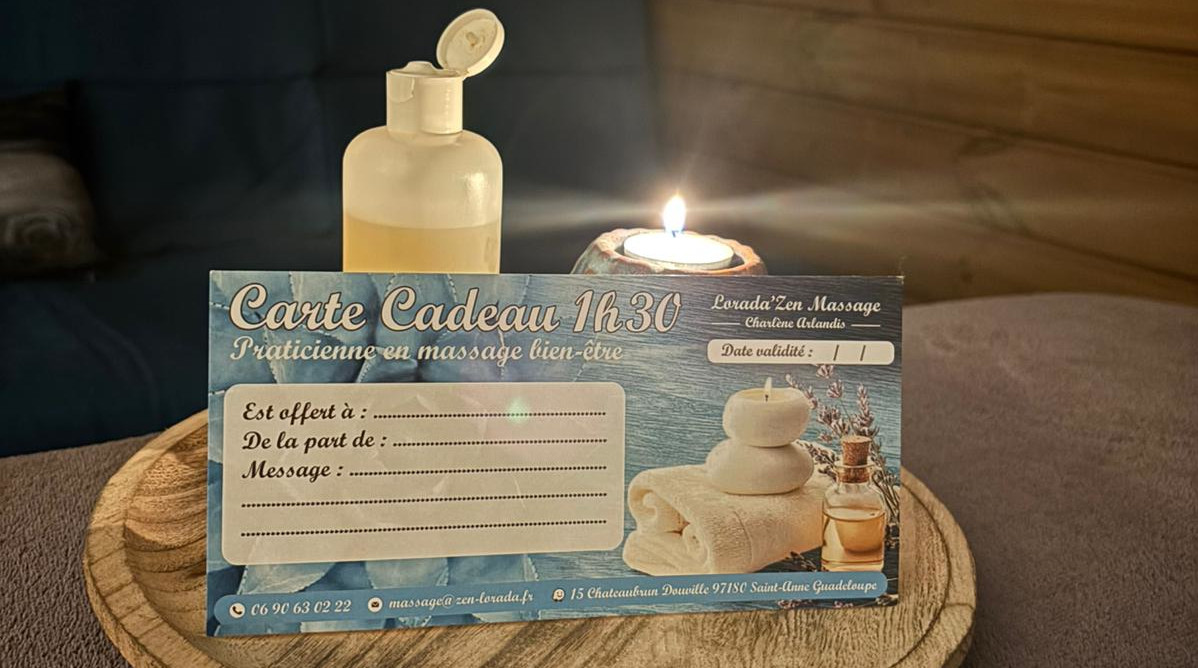 Carte Cadeau 1h30
Praticienne en massage bien-être
Lorada'Zen Massage
Charlène Arlandis
Date validité : / /
Est offert à : ............................................................
De la part de : ............................................................
Message : ............................................................
............................................................
............................................................
06 90 63 02 22 massage@zen-lorada.fr 15 Chateaubrun Douville 97180 Saint-Anne Guadeloupe